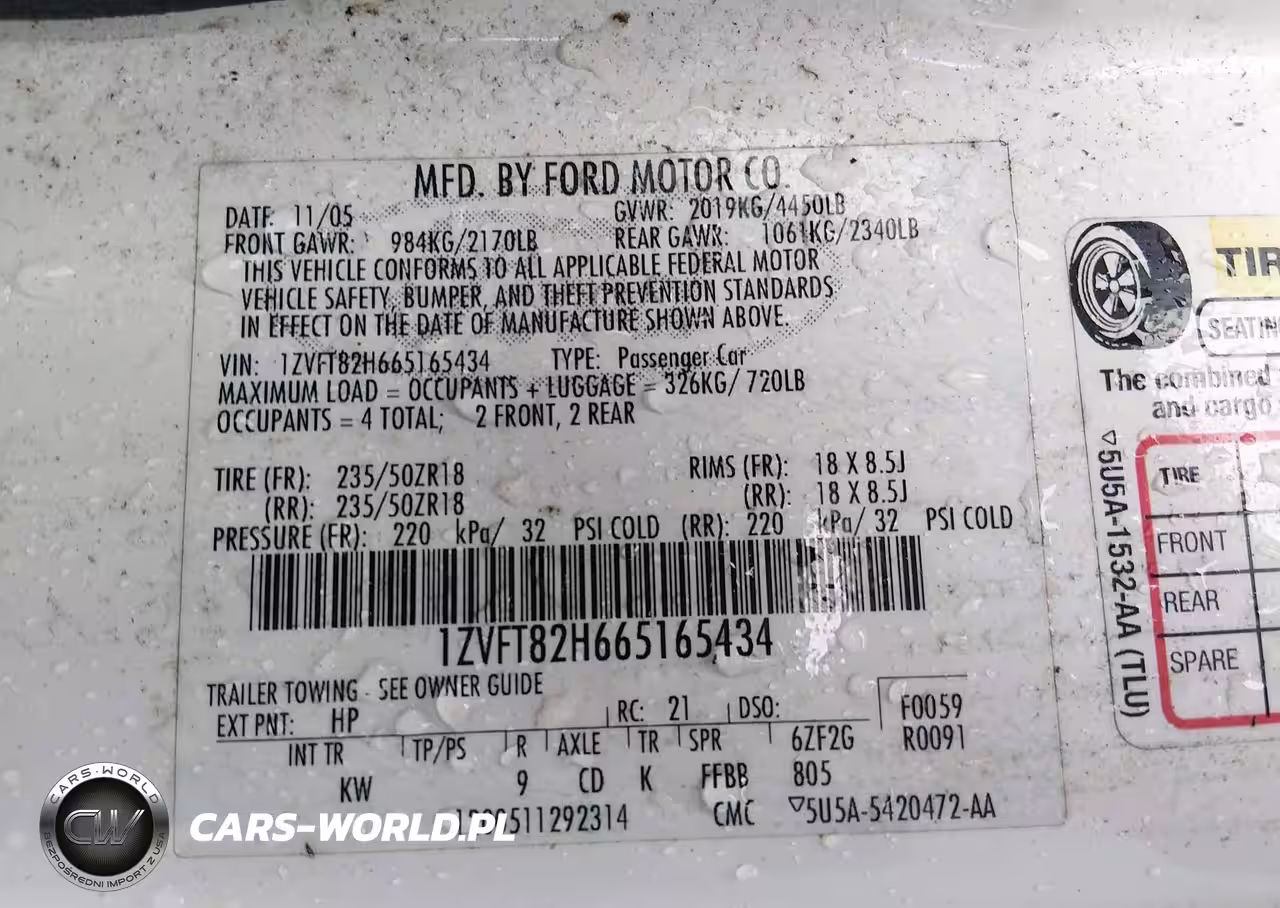 MFD. BY FORD MOTOR CO.
DATE: 11/05
GVWR: 2019KG/4450LB
FRONT GAWR: 984KG/2170LB
REAR GAWR: 1061KG/2340LB
THIS VEHICLE CONFORMS TO ALL APPLICABLE FEDERAL MOTOR
VEHICLE SAFETY, BUMPER, AND THEFT PREVENTION STANDARDS
IN EFFECT ON THE DATE OF MANUFACTURE SHOWN ABOVE.
VIN: 1ZVFT82H665165434 TYPE: Passenger Car
MAXIMUM LOAD = OCCUPANTS + LUGGAGE = 326KG/ 720LB
OCCUPANTS = 4 TOTAL; 2 FRONT, 2 REAR
TIRE (FR): 235/50ZR18 RIMS (FR): 18 X 8.5J
(RR): 235/50ZR18 (RR): 18 X 8.5J
PRESSURE (FR): 220 kPa/ 32 PSI COLD (RR): 220 kPa/ 32 PSI COLD
1ZVFT82H665165434
TRAILER TOWING - SEE OWNER GUIDE
EXT PNT: HP RC: 21 DSO: F0059
INT TR TP/PS R AXLE TR SPR 6ZF2G R0091
KW 9 CD K FFBB 805
511292314 CMC ▽5U5A-5420472-AA
TIR
SEATIN
The combined
and cargo
TIRE
FRONT
REAR
SPARE
▽5U5A-1532-AA (TLU)
CARS-WORLD
CW
BEZPOŚREDNI IMPORT Z USA
CARS-WORLD.PL